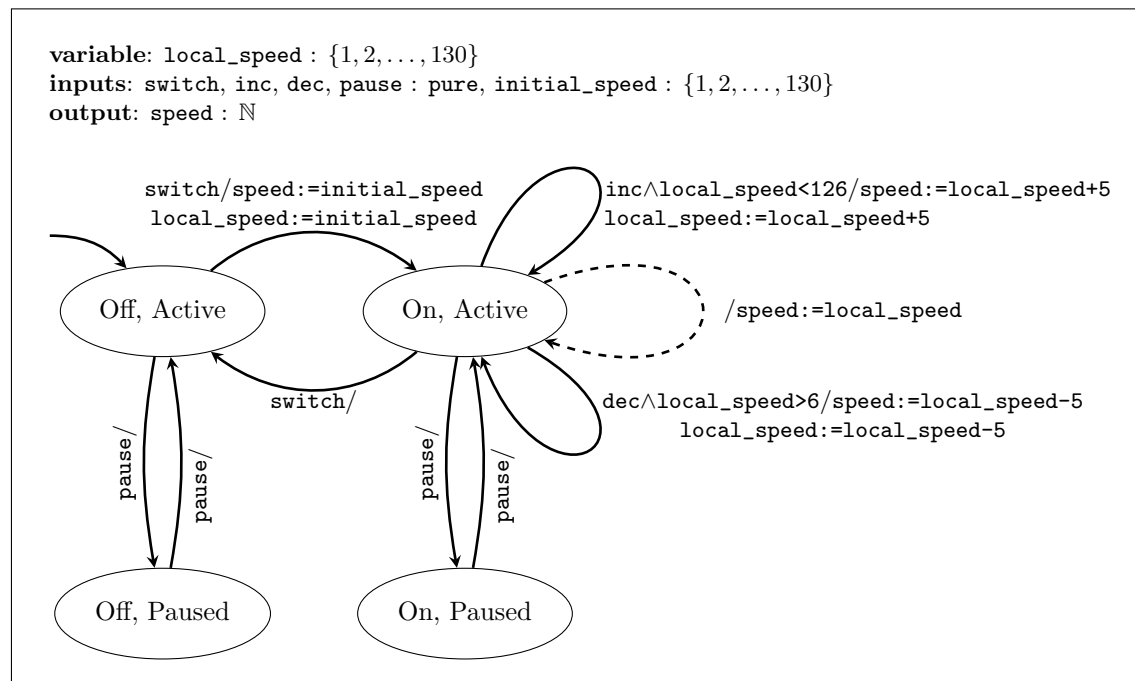 variable: local_speed : {1, 2, . . . , 130}
inputs: switch, inc, dec, pause : pure, initial_speed : {1, 2, . . . , 130}
output: speed : ℕ
switch/speed:=initial_speed
local_speed:=initial_speed
inc∧local_speed<126/speed:=local_speed+5
local_speed:=local_speed+5
Off, Active
On, Active
/speed:=local_speed
switch/
dec∧local_speed>6/speed:=local_speed-5
local_speed:=local_speed-5
pause/
pause/
pause/
pause/
Off, Paused
On, Paused